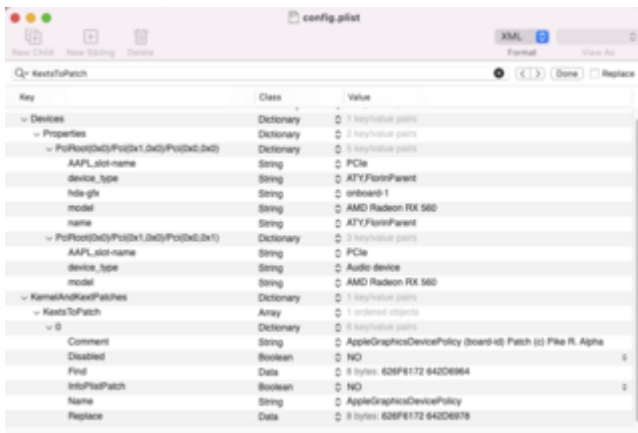 config.plist
New Child New Sibling Delete
XML
Format View As
KextsToPatch Done Replace
Key Class Value
Devices Dictionary 1 key/value pairs
Properties Dictionary 2 key/value pairs
PciRoot(0x0)/Pci(0x1,0x0)/Pci(0x0,0x0) Dictionary 5 key/value pairs
AAPL,slot-name String PCIe
device_type String ATY,FlorinParent
hda-gfx String onboard-1
model String AMD Radeon RX 560
name String ATY,FlorinParent
PciRoot(0x0)/Pci(0x1,0x0)/Pci(0x0,0x1) Dictionary 3 key/value pairs
AAPL,slot-name String PCIe
device_type String Audio device
model String AMD Radeon RX 560
KernelAndKextPatches Dictionary 1 key/value pairs
KextsToPatch Array 1 ordered objects
0 Dictionary 6 key/value pairs
Comment String AppleGraphicsDevicePolicy (board-id) Patch (c) Pike R. Alpha
Disabled Boolean NO
Find Data 8 bytes: 626F6172 642D6964
InfoPlistPatch Boolean NO
Name String AppleGraphicsDevicePolicy
Replace Data 8 bytes: 626F6172 642D6978